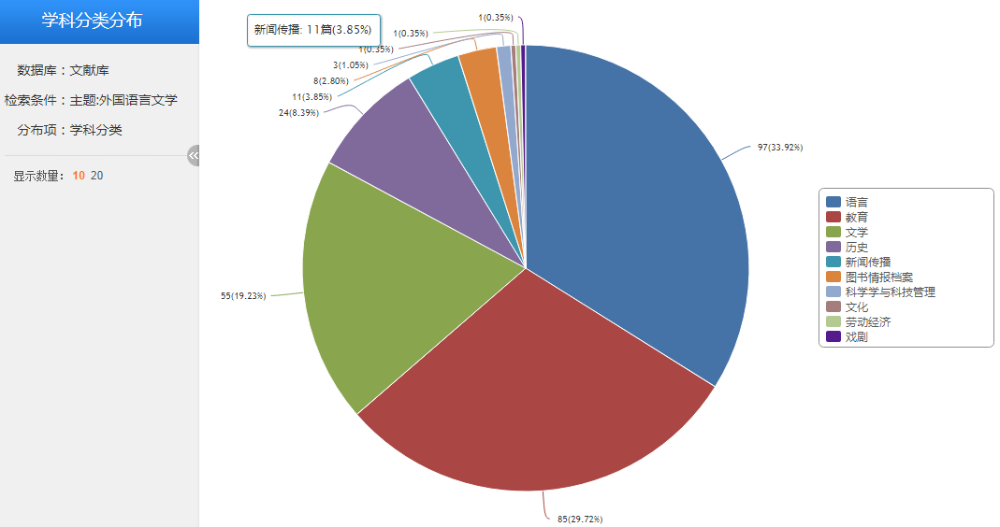 学科分类分布
数据库：文献库
检索条件：主题:外国语言文学
分布项：学科分类
显示数量： 10 20
新闻传播: 11篇(3.85%)
1(0.35%)
1(0.35%)
1(0.35%)
3(1.05%)
8(2.80%)
11(3.85%)
24(8.39%)
97(33.92%)
55(19.23%)
85(29.72%)
语言
教育
文学
历史
新闻传播
图书情报档案
科学学与科技管理
文化
劳动经济
戏剧